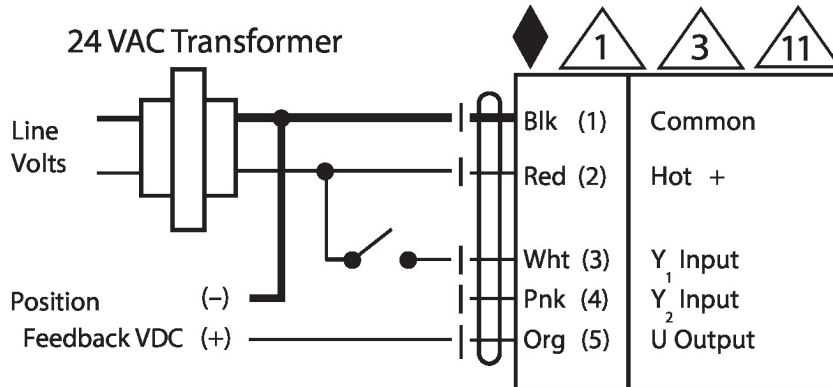 24 VAC Transformer
1 3 11
Line
Volts
Blk (1) Common
Red (2) Hot +
Wht (3) Y1 Input
Pnk (4) Y2 Input
Org (5) U Output
Position (–)
Feedback VDC (+)